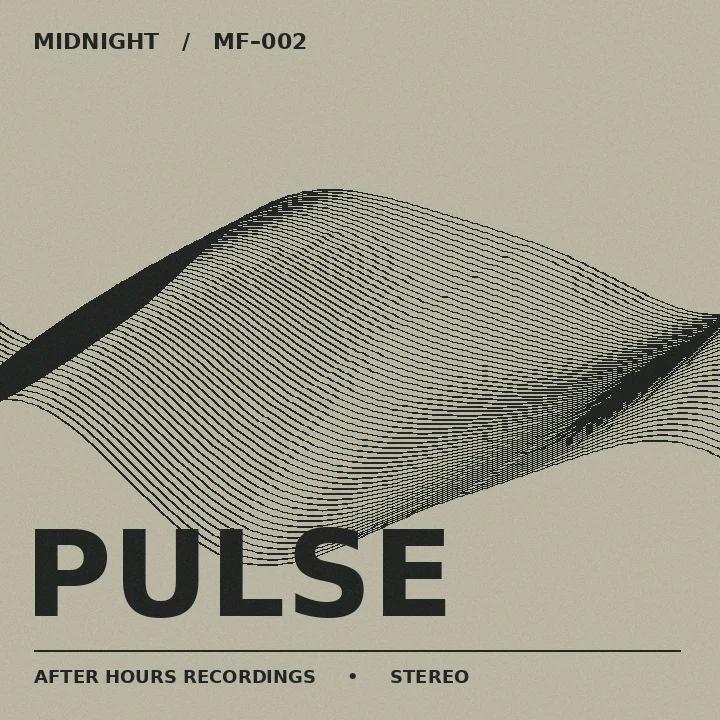 MIDNIGHT / MF–002
PULSE
AFTER HOURS RECORDINGS • STEREO